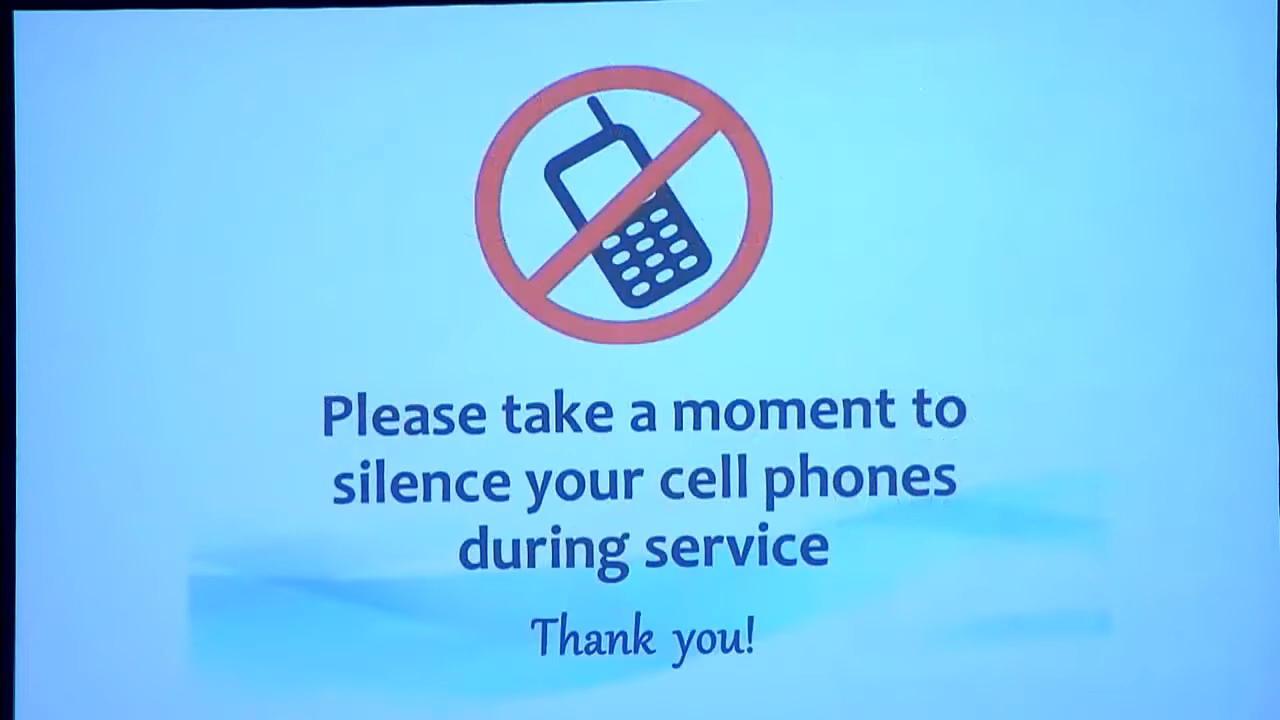 Please take a moment to
silence your cell phones
during service
Thank you!